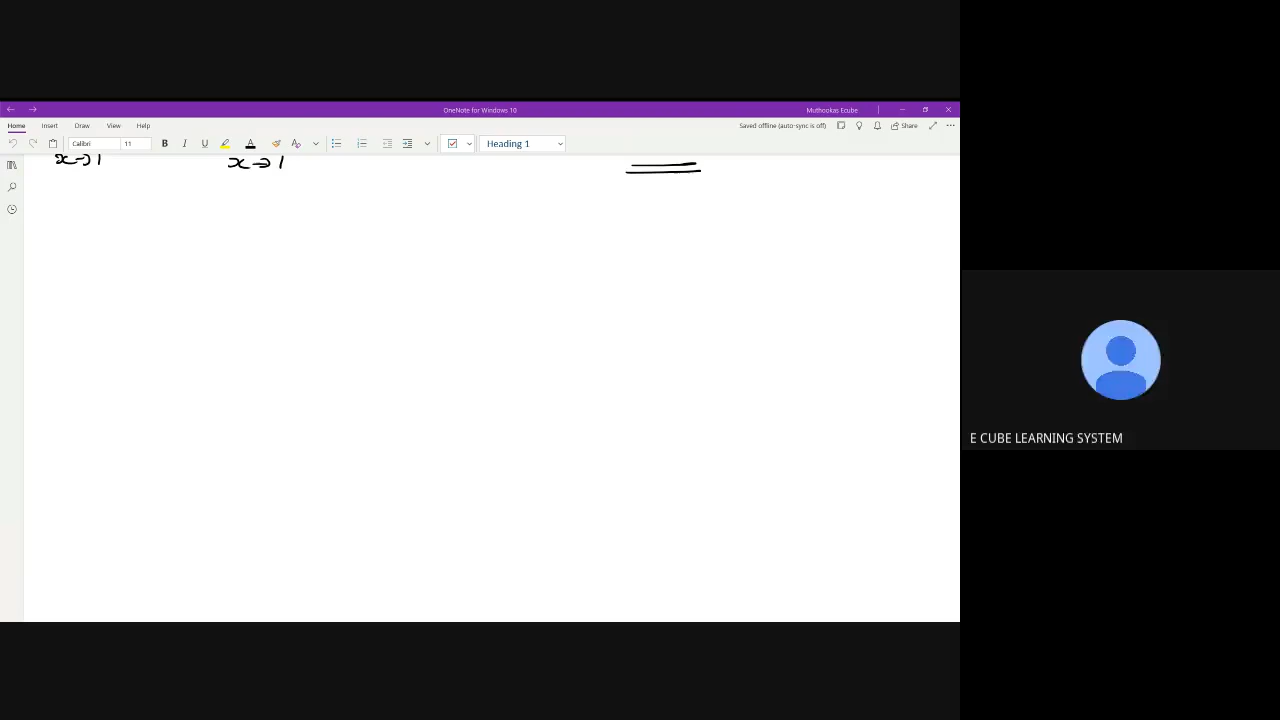 OneNote for Windows 10
Muthookas Ecube
Home Insert Draw View Help
Saved offline (auto-sync is off) Share
Calibri 11 B I U A Heading 1
x→1 x→1
E CUBE LEARNING SYSTEM